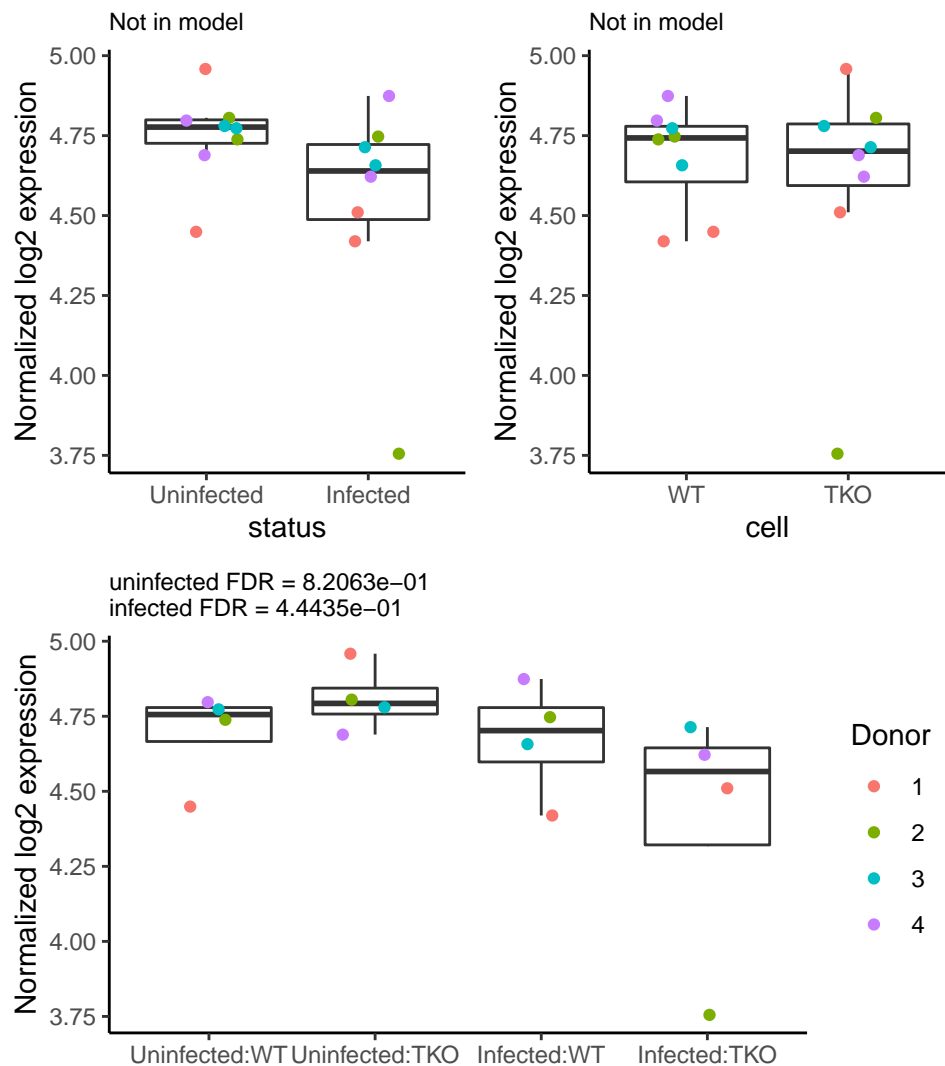 Not in model
Normalized log2 expression
5.00
4.75
4.50
4.25
4.00
3.75
Uninfected Infected
status
Not in model
Normalized log2 expression
5.00
4.75
4.50
4.25
4.00
3.75
WT TKO
cell
uninfected FDR = 8.2063e−01
infected FDR = 4.4435e−01
Normalized log2 expression
5.00
4.75
4.50
4.25
4.00
3.75
Uninfected:WT Uninfected:TKO Infected:WT Infected:TKO
Donor
1
2
3
4